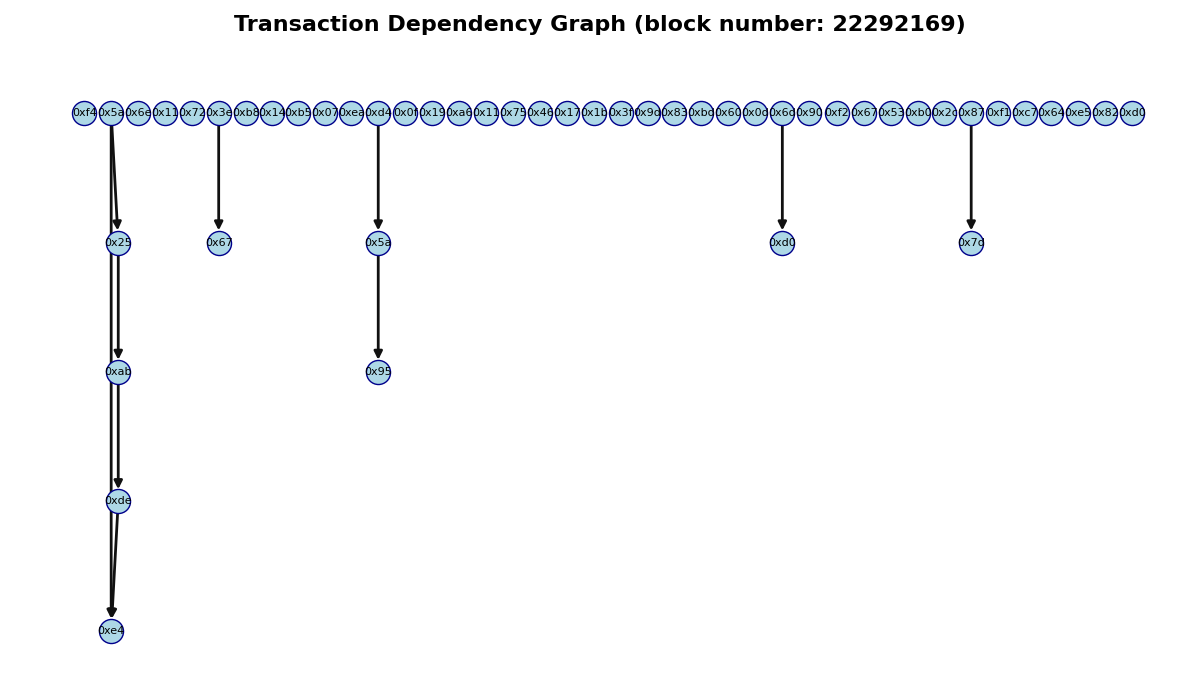 Transaction Dependency Graph (block number: 22292169)
0xf4 0x5a 0x6e 0x11 0x72 0x3e 0xb8 0x14 0xb5 0x07 0xea 0xd4 0x0f 0x19 0xa6 0x11 0x75 0x46 0x17 0x1b 0x3f 0x9d 0x83 0xbd 0x60 0x0d 0x6d 0x90 0xf2 0x67 0x53 0xb0 0x2c 0x87 0xf1 0xc7 0x64 0xe5 0x82 0xd0
0x25 0x67 0x5a 0xd0 0x7d
0xab 0x95
0xde
0xe4